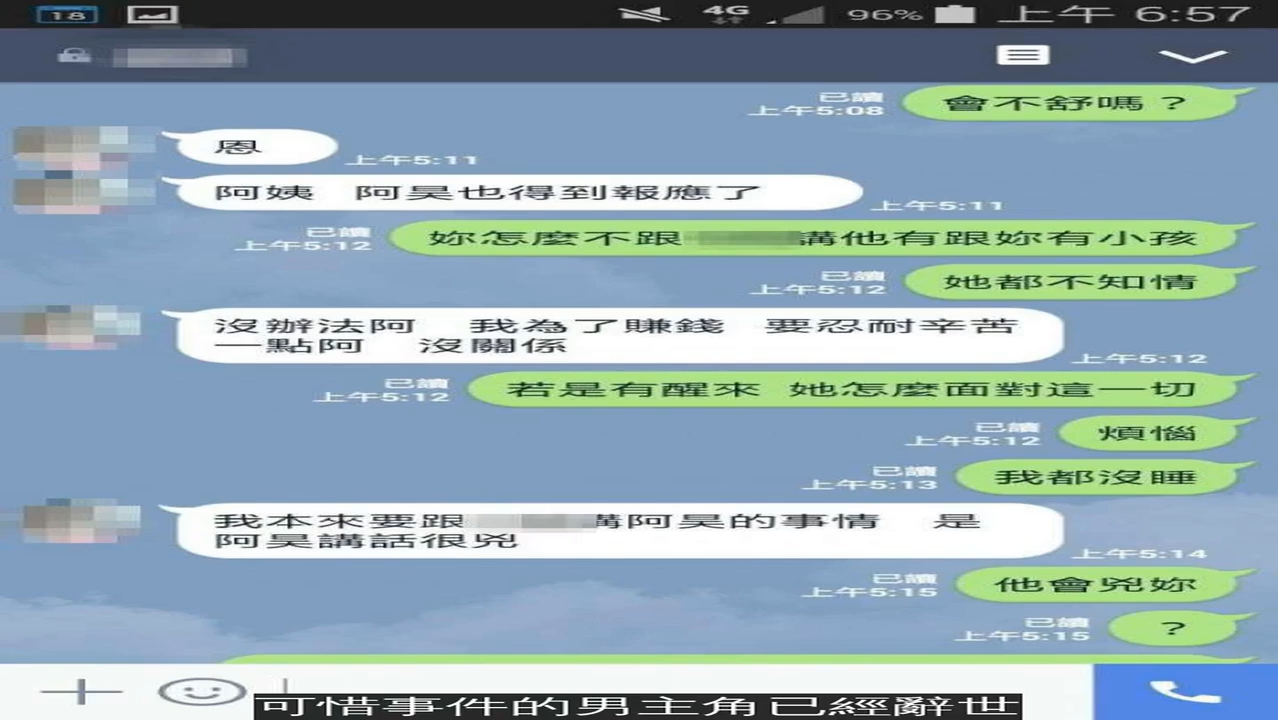 18 4G 96% 上午 6:57
會不舒嗎？
已讀
上午5:08
恩
上午5:11
阿姨 阿昊也得到報應了
上午5:11
妳怎麼不跟 講他有跟妳有小孩
已讀
上午5:12
她都不知情
已讀
上午5:12
沒辦法阿 我為了賺錢 要忍耐辛苦
一點阿 沒關係
上午5:12
若是有醒來 她怎麼面對這一切
已讀
上午5:12
煩惱
已讀
上午5:12
我都沒睡
已讀
上午5:13
我本來要跟 講阿昊的事情 是
阿昊講話很兇
上午5:14
他會兇妳
已讀
上午5:15
?
已讀
上午5:15
可惜事件的男主角已經辭世